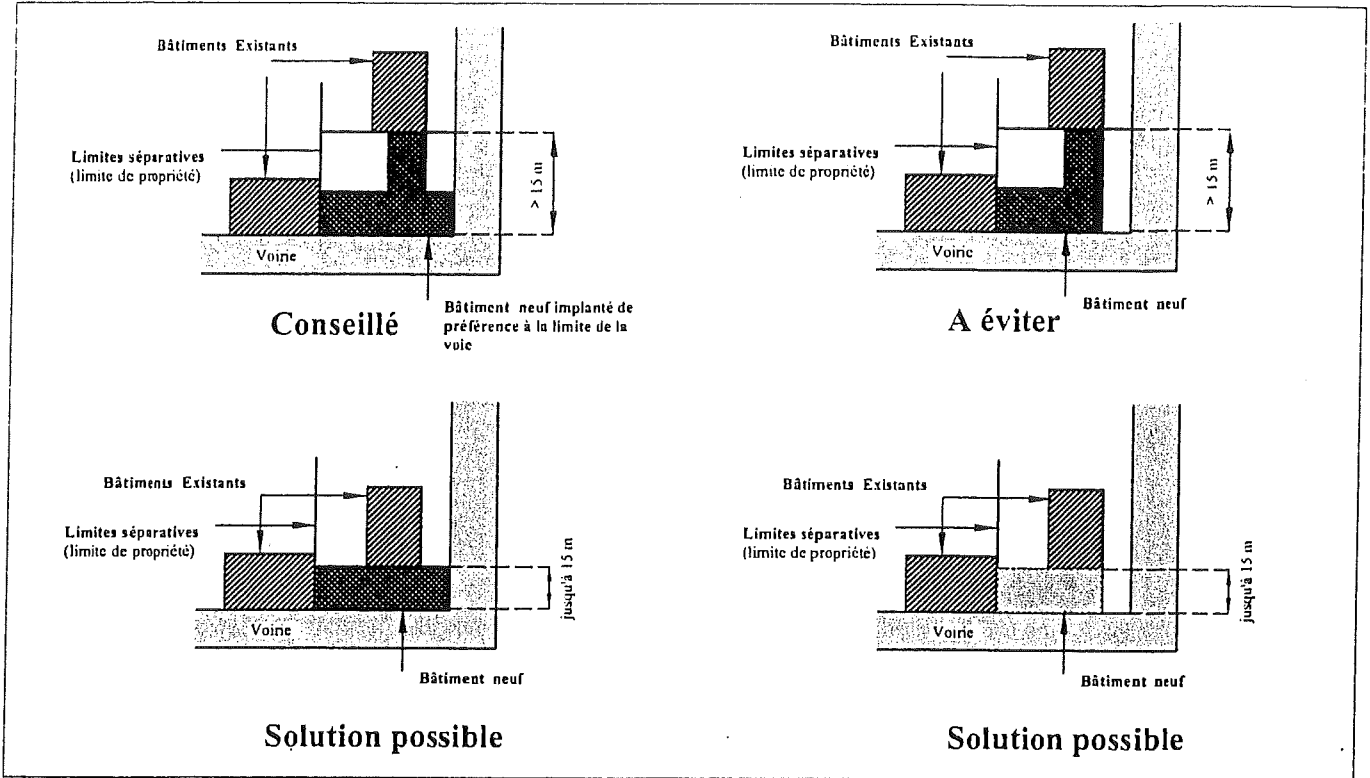 Bâtiments Existants
Limites séparatives
(limite de propriété)
> 15 m
Voirie
Bâtiment neuf implanté de
préférence à la limite de la
voie
Conseillé
Bâtiments Existants
Limites séparatives
(limite de propriété)
> 15 m
Voirie
Bâtiment neuf
A éviter
Bâtiments Existants
Limites séparatives
(limite de propriété)
jusqu'à 15 m
Voirie
Bâtiment neuf
Solution possible
Bâtiments Existants
Limites séparatives
(limite de propriété)
jusqu'à 15 m
Voirie
Bâtiment neuf
Solution possible